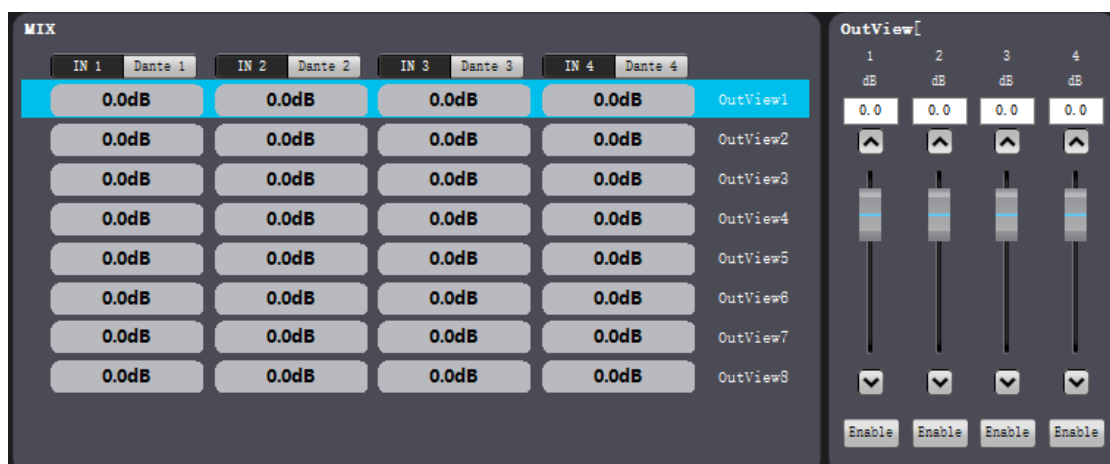 MIX
IN 1 Dante 1 IN 2 Dante 2 IN 3 Dante 3 IN 4 Dante 4
0.0dB 0.0dB 0.0dB 0.0dB OutView1
0.0dB 0.0dB 0.0dB 0.0dB OutView2
0.0dB 0.0dB 0.0dB 0.0dB OutView3
0.0dB 0.0dB 0.0dB 0.0dB OutView4
0.0dB 0.0dB 0.0dB 0.0dB OutView5
0.0dB 0.0dB 0.0dB 0.0dB OutView6
0.0dB 0.0dB 0.0dB 0.0dB OutView7
0.0dB 0.0dB 0.0dB 0.0dB OutView8
OutView[
1 2 3 4
dB dB dB dB
0.0 0.0 0.0 0.0
Enable Enable Enable Enable